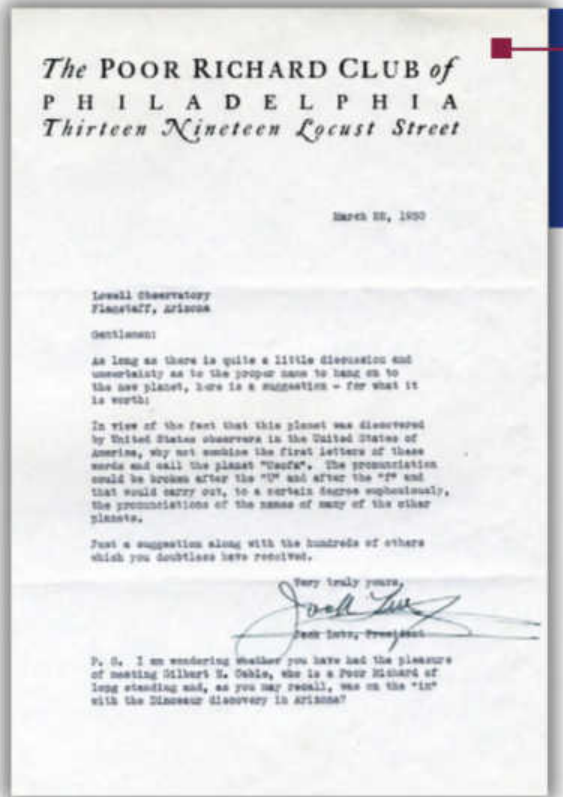 The POOR RICHARD CLUB of
PHILADELPHIA
Thirteen Nineteen Locust Street
March 22, 1930
Lowell Observatory
Flagstaff, Arizona
Gentlemen:
As long as there is quite a little discussion and
uncertainty as to the proper name to hang on to
the new planet, here is a suggestion - for what it
is worth:
In view of the fact that this planet was discovered
by United States observers in the United States of
America, why not combine the first letters of these
words and call the planet "Usofa". The pronunciation
could be broken after the "U" and after the "f" and
that would carry out, to a certain degree euphoniously,
the pronunciations of the names of many of the other
planets.
Just a suggestion along with the hundreds of others
which you doubtless have received.
Very truly yours,
Jack Lutz, President
P. S. I am wondering whether you have had the pleasure
of meeting Gilbert E. Gable, who is a Poor Richard of
long standing and, as you may recall, was on the "in"
with the Dinosaur discovery in Arizona?